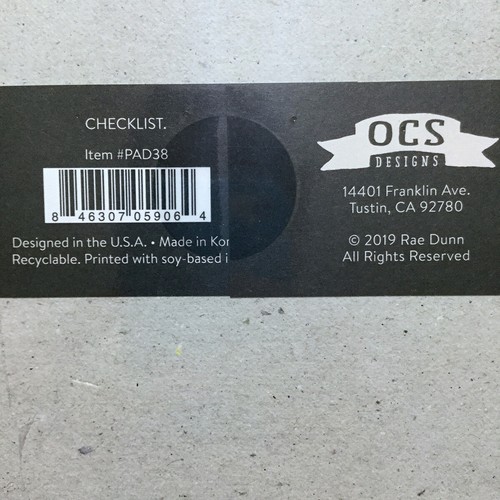 CHECKLIST.
Item #PAD38
8 46307 05906 4
Designed in the U.S.A. • Made in
Recyclable. Printed with soy-based
OCS
DESIGNS
14401 Franklin Ave.
Tustin, CA 92780
© 2019 Rae Dunn
All Rights Reserved